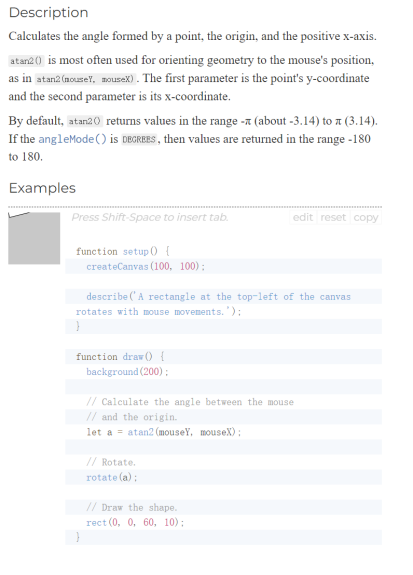 Description
Calculates the angle formed by a point, the origin, and the positive x-axis.
atan2() is most often used for orienting geometry to the mouse's position,
as in atan2(mouseY, mouseX). The first parameter is the point's y-coordinate
and the second parameter is its x-coordinate.
By default, atan2() returns values in the range -π (about -3.14) to π (3.14).
If the angleMode() is DEGREES, then values are returned in the range -180
to 180.
Examples
Press Shift-Space to insert tab.
edit reset copy
function setup() {
createCanvas(100, 100);
describe('A rectangle at the top-left of the canvas
rotates with mouse movements.');
}
function draw() {
background(200);
// Calculate the angle between the mouse
// and the origin.
let a = atan2(mouseY, mouseX);
// Rotate.
rotate(a);
// Draw the shape.
rect(0, 0, 60, 10);
}